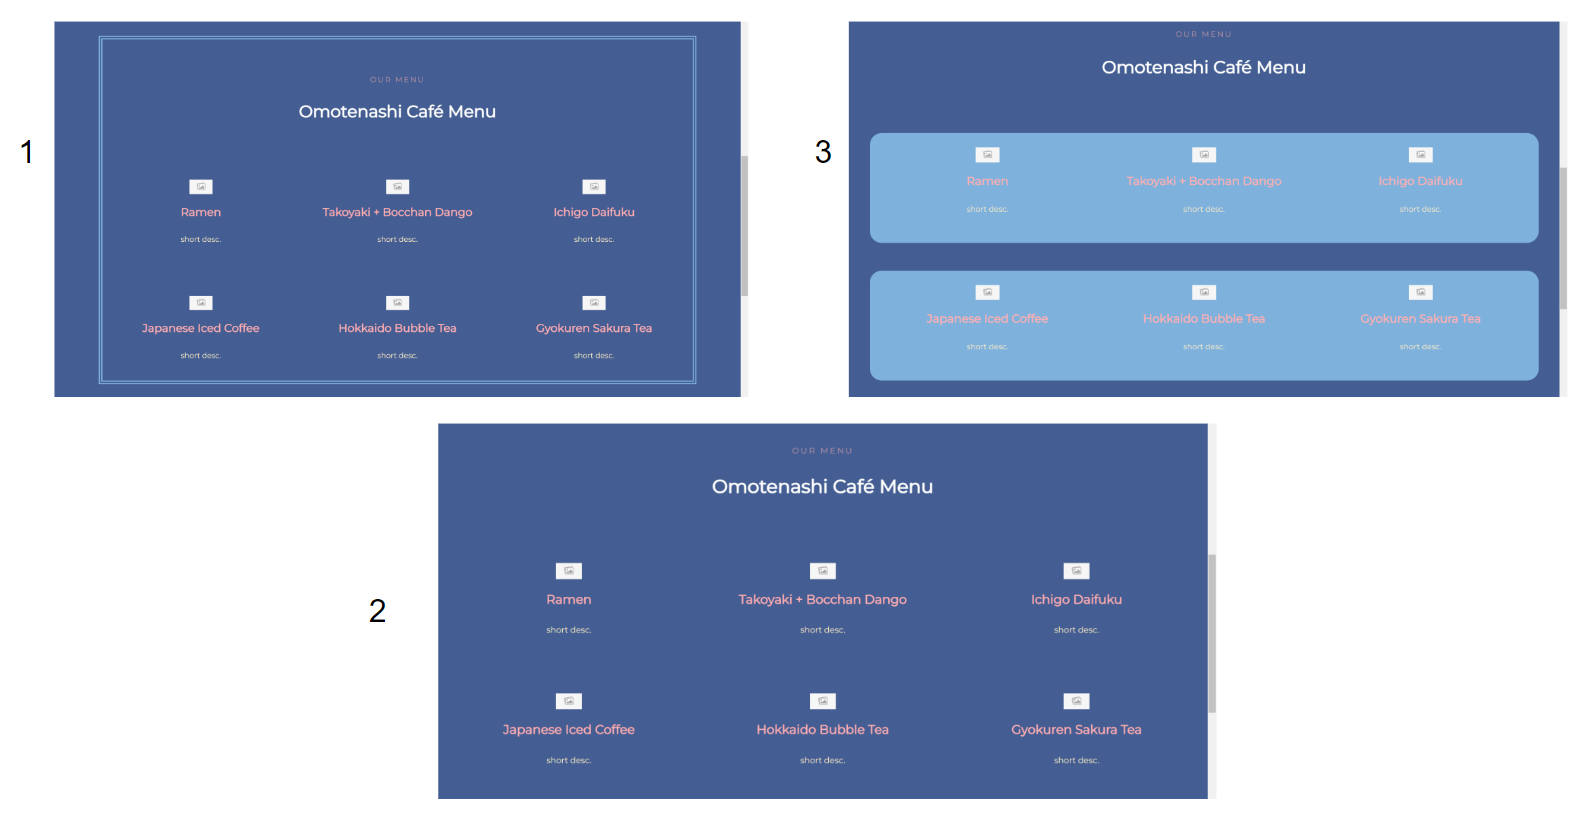 1
OUR MENU
Omotenashi Café Menu
Ramen Takoyaki + Bocchan Dango Ichigo Daifuku
short desc. short desc. short desc.
Japanese Iced Coffee Hokkaido Bubble Tea Gyokuren Sakura Tea
short desc. short desc. short desc.
3
OUR MENU
Omotenashi Café Menu
Ramen Takoyaki + Bocchan Dango Ichigo Daifuku
short desc. short desc. short desc.
Japanese Iced Coffee Hokkaido Bubble Tea Gyokuren Sakura Tea
short desc. short desc. short desc.
2
OUR MENU
Omotenashi Café Menu
Ramen Takoyaki + Bocchan Dango Ichigo Daifuku
short desc. short desc. short desc.
Japanese Iced Coffee Hokkaido Bubble Tea Gyokuren Sakura Tea
short desc. short desc. short desc.